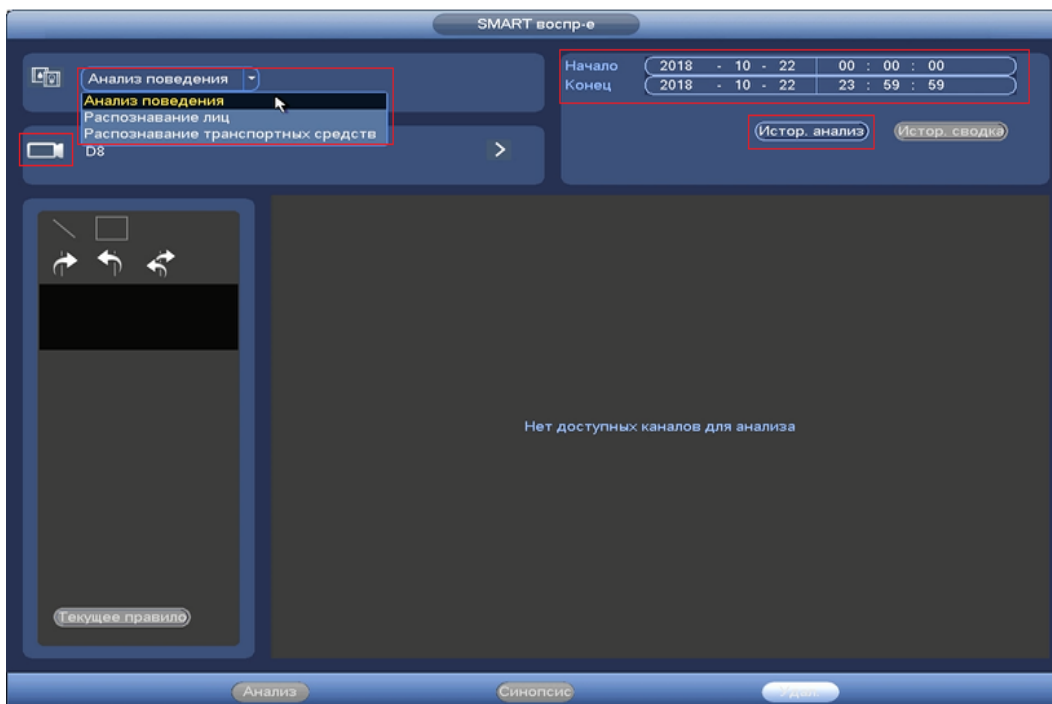 SMART воспр-е
Анализ поведения
Анализ поведения
Распознавание лиц
Распознавание транспортных средств
D8
Начало 2018 - 10 - 22 00 : 00 : 00
Конец 2018 - 10 - 22 23 : 59 : 59
Истор. анализ Истор. сводка
Нет доступных каналов для анализа
Текущее правило
Анализ Синопсис